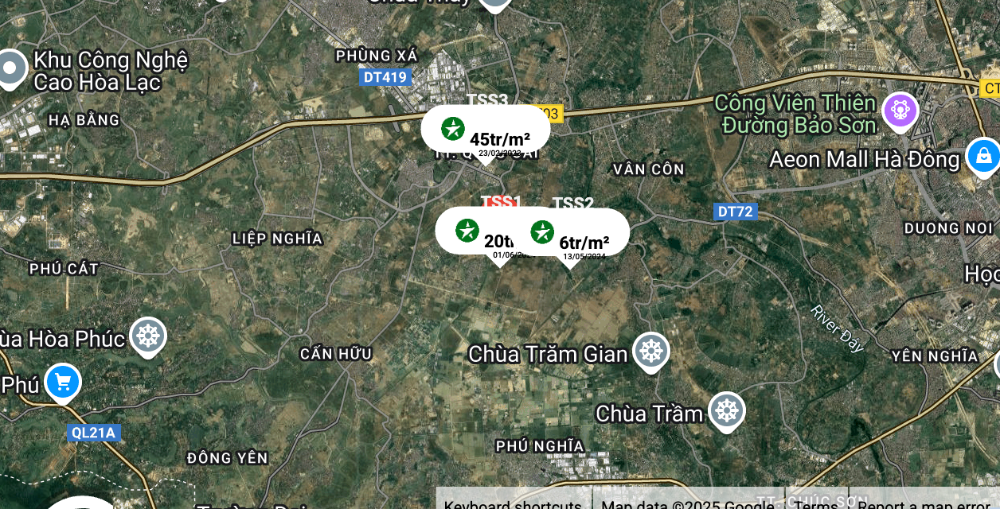 Khu Công Nghệ
Cao Hòa Lạc
PHÙNG XÁ
DT419
HẠ BẰNG
TSS3
45tr/m²
23/02/2023
Công Viên Thiên
Đường Bảo Sơn
Aeon Mall Hà Đông
VÂN CÔN
DT72
DUONG NOI
TSS1
TSS2
20t
01/06/
6tr/m²
13/05/2024
LIỆP NGHĨA
PHÚ CÁT
Học
River Đáy
ùa Hòa Phúc
CẤN HỮU
Chùa Trăm Gian
YÊN NGHĨA
Phú
Chùa Trầm
QL21A
PHÚ NGHĨA
ĐÔNG YÊN
TT. CHÚC SƠN
Keyboard shortcuts
Map data ©2025 Google
Terms
Report a map error